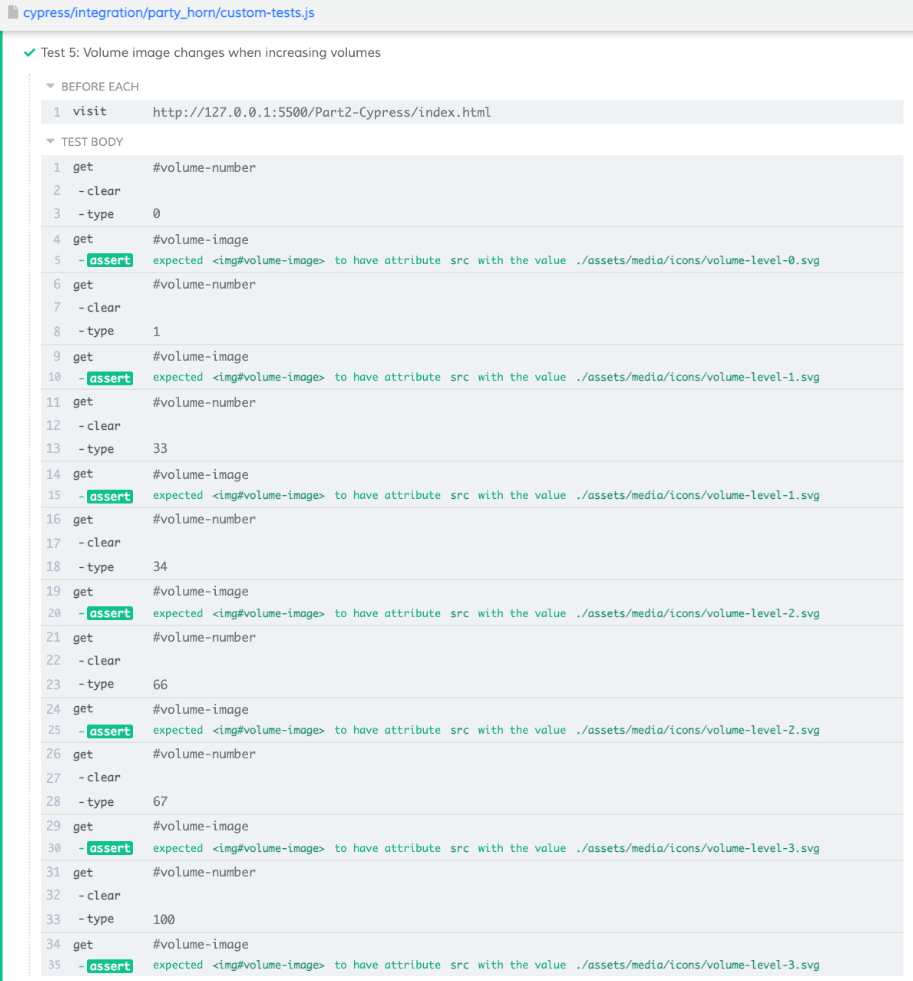 cypress/integration/party_horn/custom-tests.js
Test 5: Volume image changes when increasing volumes
BEFORE EACH
1 visit http://127.0.0.1:5500/Part2-Cypress/index.html
TEST BODY
1 get #volume-number
2 -clear
3 -type 0
4 get #volume-image
5 -assert expected <img#volume-image> to have attribute src with the value ./assets/media/icons/volume-level-0.svg
6 get #volume-number
7 -clear
8 -type 1
9 get #volume-image
10 -assert expected <img#volume-image> to have attribute src with the value ./assets/media/icons/volume-level-1.svg
11 get #volume-number
12 -clear
13 -type 33
14 get #volume-image
15 -assert expected <img#volume-image> to have attribute src with the value ./assets/media/icons/volume-level-1.svg
16 get #volume-number
17 -clear
18 -type 34
19 get #volume-image
20 -assert expected <img#volume-image> to have attribute src with the value ./assets/media/icons/volume-level-2.svg
21 get #volume-number
22 -clear
23 -type 66
24 get #volume-image
25 -assert expected <img#volume-image> to have attribute src with the value ./assets/media/icons/volume-level-2.svg
26 get #volume-number
27 -clear
28 -type 67
29 get #volume-image
30 -assert expected <img#volume-image> to have attribute src with the value ./assets/media/icons/volume-level-3.svg
31 get #volume-number
32 -clear
33 -type 100
34 get #volume-image
35 -assert expected <img#volume-image> to have attribute src with the value ./assets/media/icons/volume-level-3.svg